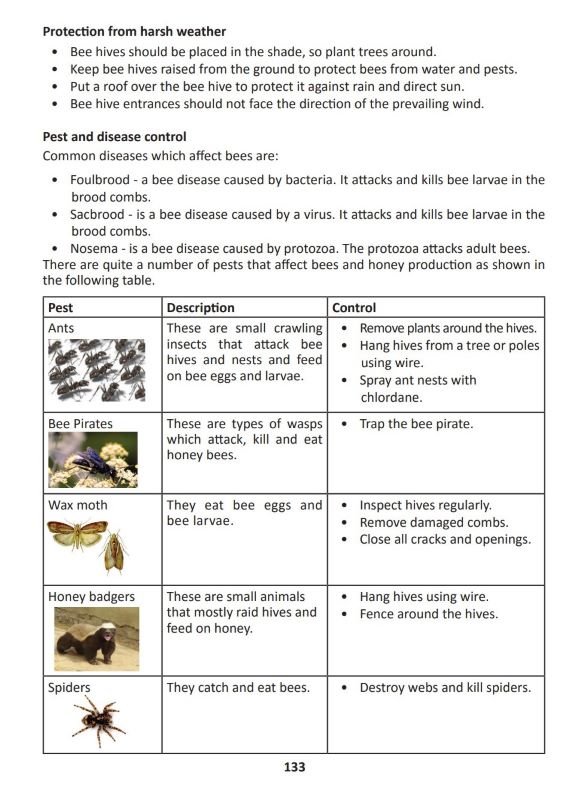 Protection from harsh weather
• Bee hives should be placed in the shade, so plant trees around.
• Keep bee hives raised from the ground to protect bees from water and pests.
• Put a roof over the bee hive to protect it against rain and direct sun.
• Bee hive entrances should not face the direction of the prevailing wind.
Pest and disease control
Common diseases which affect bees are:
• Foulbrood - a bee disease caused by bacteria. It attacks and kills bee larvae in the
brood combs.
• Sacbrood - is a bee disease caused by a virus. It attacks and kills bee larvae in the
brood combs.
• Nosema - is a bee disease caused by protozoa. The protozoa attacks adult bees.
There are quite a number of pests that affect bees and honey production as shown in
the following table.
Pest Description Control
Ants
These are small crawling
insects that attack bee
hives and nests and feed
on bee eggs and larvae.
• Remove plants around the hives.
• Hang hives from a tree or poles
using wire.
• Spray ant nests with
chlordane.
Bee Pirates
These are types of wasps
which attack, kill and eat
honey bees.
• Trap the bee pirate.
Wax moth
They eat bee eggs and
bee larvae.
• Inspect hives regularly.
• Remove damaged combs.
• Close all cracks and openings.
Honey badgers
These are small animals
that mostly raid hives and
feed on honey.
• Hang hives using wire.
• Fence around the hives.
Spiders
They catch and eat bees.
• Destroy webs and kill spiders.
133